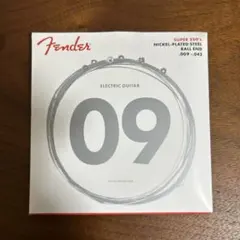 Fender
SUPER 250's
NICKEL-PLATED STEEL
BALL END
.009-.042
ELECTRIC GUITAR
09